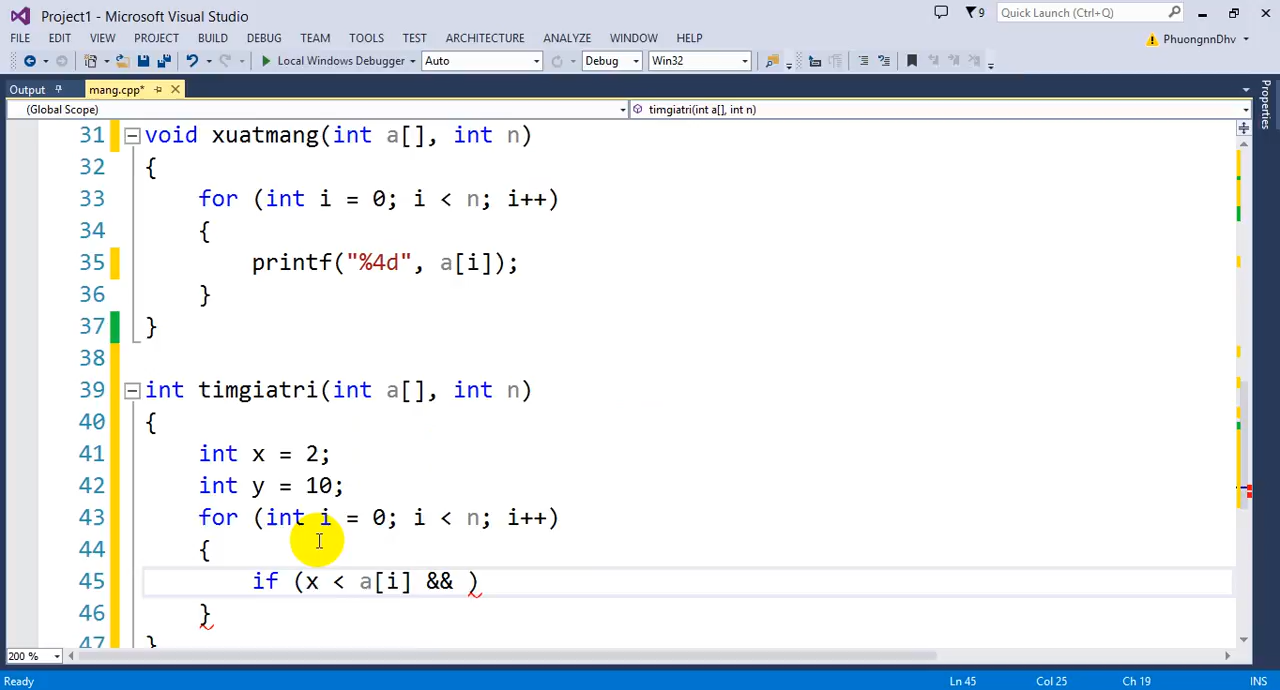 Project1 - Microsoft Visual Studio
9
Quick Launch (Ctrl+Q)
FILE EDIT VIEW PROJECT BUILD DEBUG TEAM TOOLS TEST ARCHITECTURE ANALYZE WINDOW HELP
PhuongnnDhv
Local Windows Debugger Auto Debug Win32
Output mang.cpp*
(Global Scope) timgiatri(int a[], int n)
Properties
31 void xuatmang(int a[], int n)
32 {
33 for (int i = 0; i < n; i++)
34 {
35 printf("%4d", a[i]);
36 }
37 }
38
39 int timgiatri(int a[], int n)
40 {
41 int x = 2;
42 int y = 10;
43 for (int i = 0; i < n; i++)
44 {
45 if (x < a[i] && )
46 }
47 }
200 %
Ready Ln 45 Col 25 Ch 19 INS